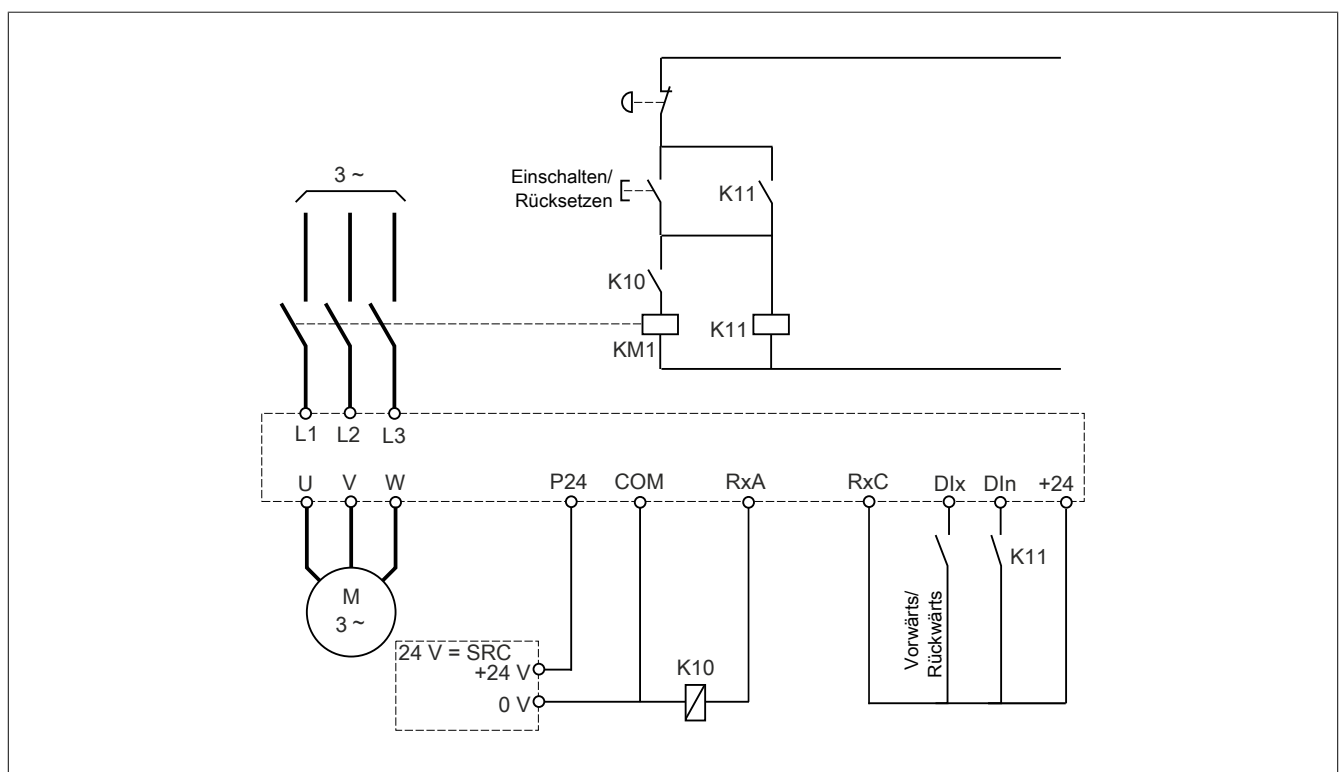 3 ~
Einschalten/
Rücksetzen
K11
K10
KM1
K11
L1 L2 L3
U V W P24 COM RxA RxC DIx DIn +24
K11
Vorwärts/
Rückwärts
M
3 ~
24 V = SRC
+24 V
0 V
K10